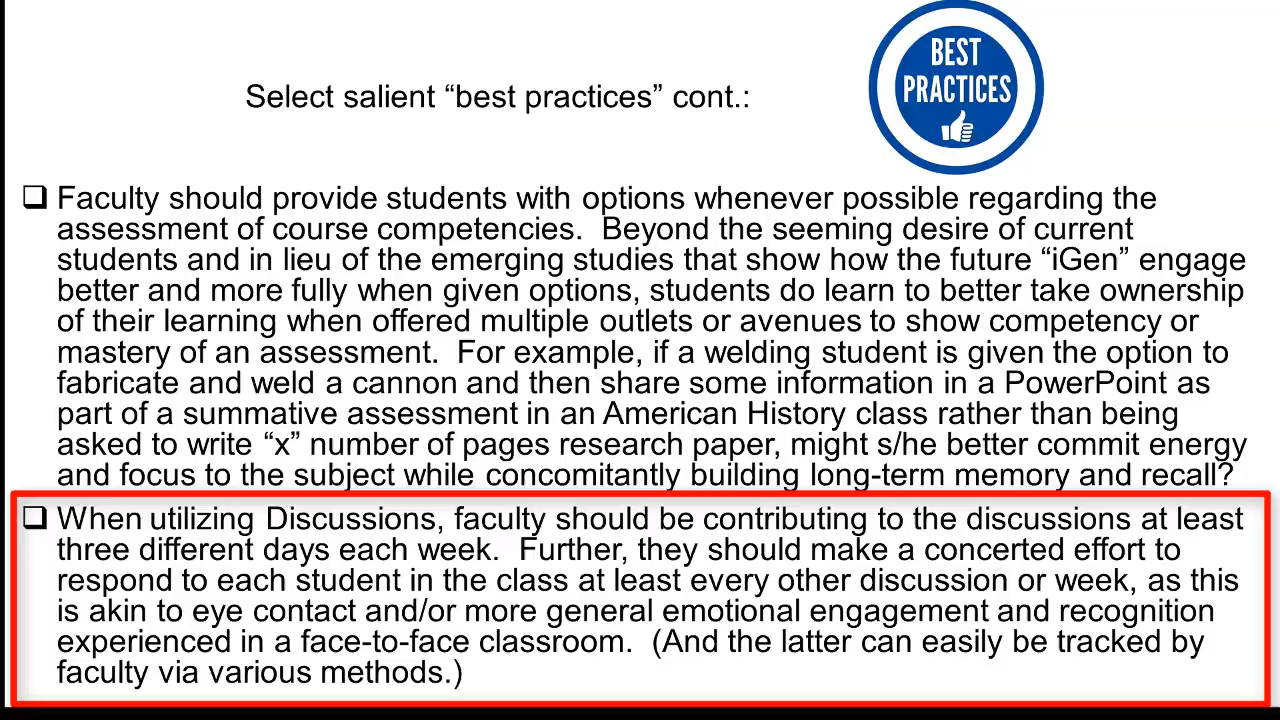 BEST
PRACTICES
Select salient “best practices” cont.:
Faculty should provide students with options whenever possible regarding the
assessment of course competencies.  Beyond the seeming desire of current
students and in lieu of the emerging studies that show how the future “iGen” engage
better and more fully when given options, students do learn to better take ownership
of their learning when offered multiple outlets or avenues to show competency or
mastery of an assessment.  For example, if a welding student is given the option to
fabricate and weld a cannon and then share some information in a PowerPoint as
part of a summative assessment in an American History class rather than being
asked to write “x” number of pages research paper, might s/he better commit energy
and focus to the subject while concomitantly building long-term memory and recall?
When utilizing Discussions, faculty should be contributing to the discussions at least
three different days each week.  Further, they should make a concerted effort to
respond to each student in the class at least every other discussion or week, as this
is akin to eye contact and/or more general emotional engagement and recognition
experienced in a face-to-face classroom.  (And the latter can easily be tracked by
faculty via various methods.)